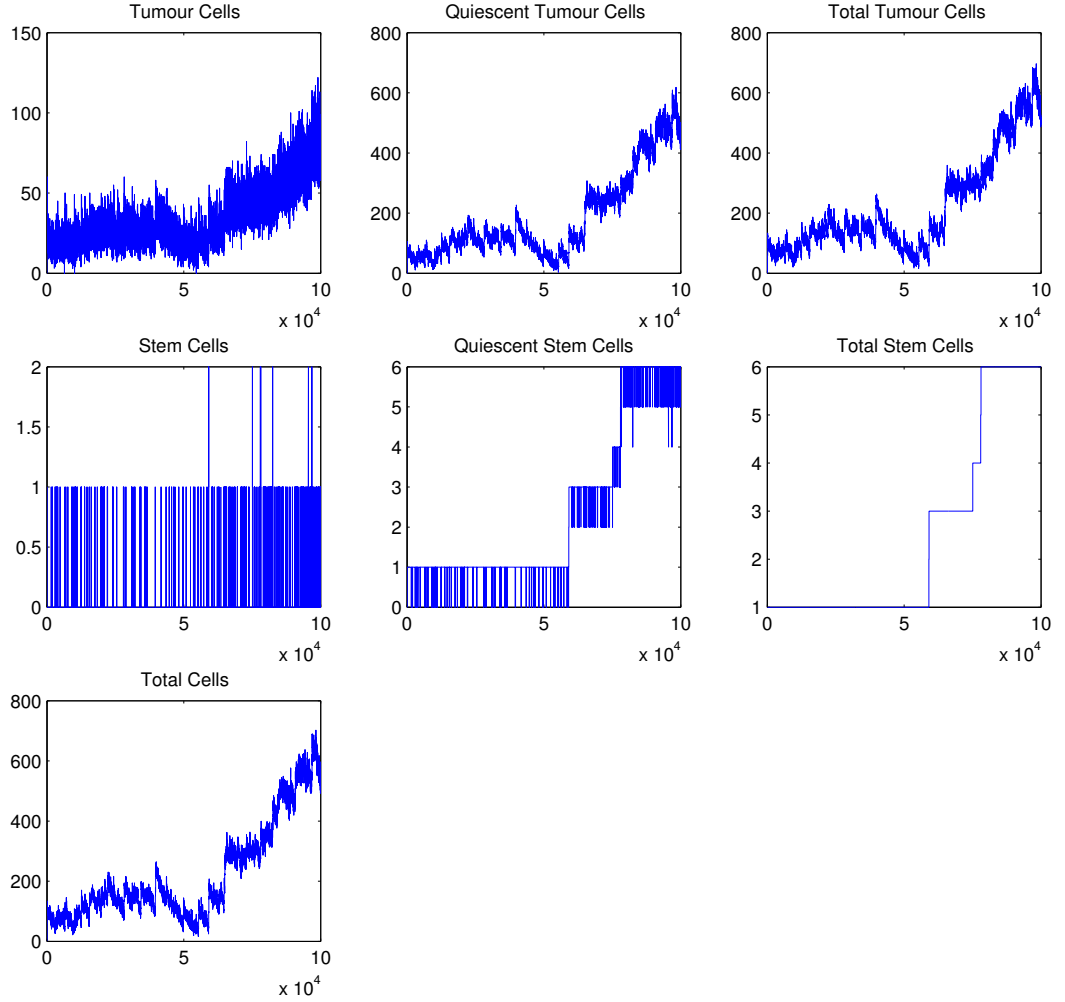 Tumour Cells
150
100
50
0
0 5 10
x 10^4
Quiescent Tumour Cells
800
600
400
200
0
0 5 10
x 10^4
Total Tumour Cells
800
600
400
200
0
0 5 10
x 10^4
Stem Cells
2
1.5
1
0.5
0
0 5 10
x 10^4
Quiescent Stem Cells
6
5
4
3
2
1
0
0 5 10
x 10^4
Total Stem Cells
6
5
4
3
2
1
0 5 10
x 10^4
Total Cells
800
600
400
200
0
0 5 10
x 10^4